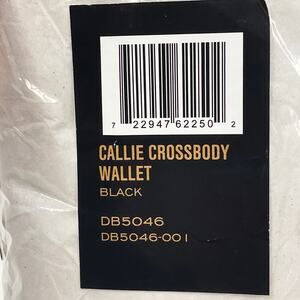 7 22947 62250 2
CALLIE CROSSBODY
WALLET
BLACK
DB5046
DB5046-001